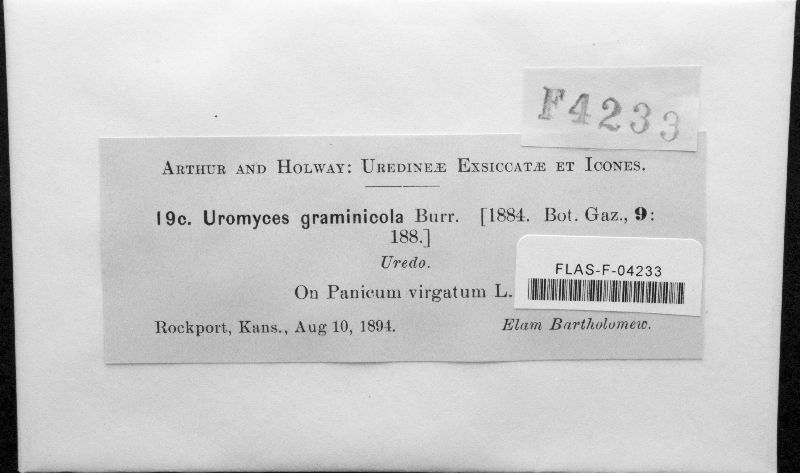 F4233
ARTHUR AND HOLWAY: UREDINEÆ EXSICCATÆ ET ICONES.
19c. Uromyces graminicola Burr. [1884. Bot. Gaz., 9:
188.]
Uredo.
FLAS-F-04233
On Panicum virgatum L.
Rockport, Kans., Aug 10, 1894. Elam Bartholomew.